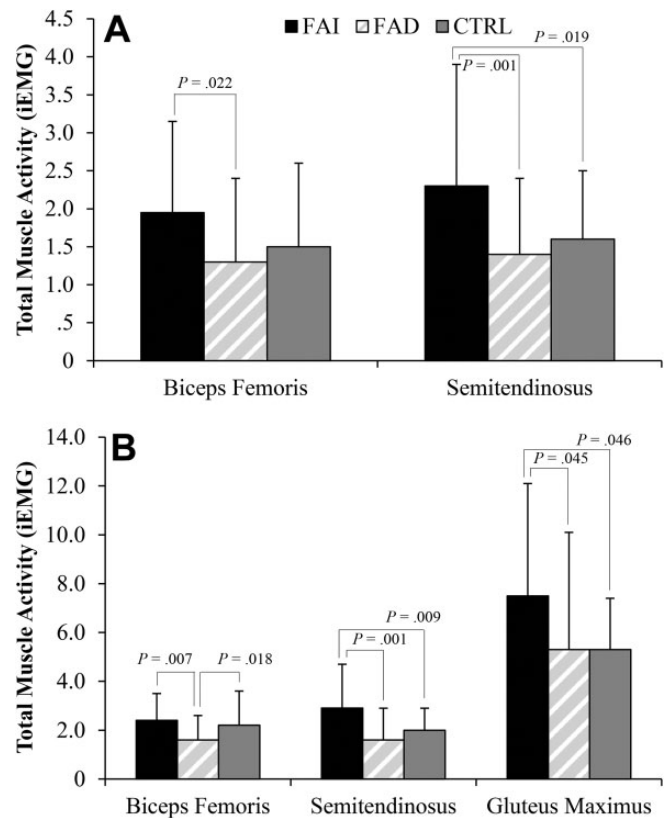 A
FAI FAD CTRL
Total Muscle Activity (iEMG)
4.5
4.0
3.5
3.0
2.5
2.0
1.5
1.0
.5
0
P = .022
P = .019
P = .001
Biceps Femoris Semitendinosus
B
Total Muscle Activity (iEMG)
14.0
12.0
10.0
8.0
6.0
4.0
2.0
.0
P = .046
P = .045
P = .009
P = .007 P = .018
P = .001
Biceps Femoris Semitendinosus Gluteus Maximus